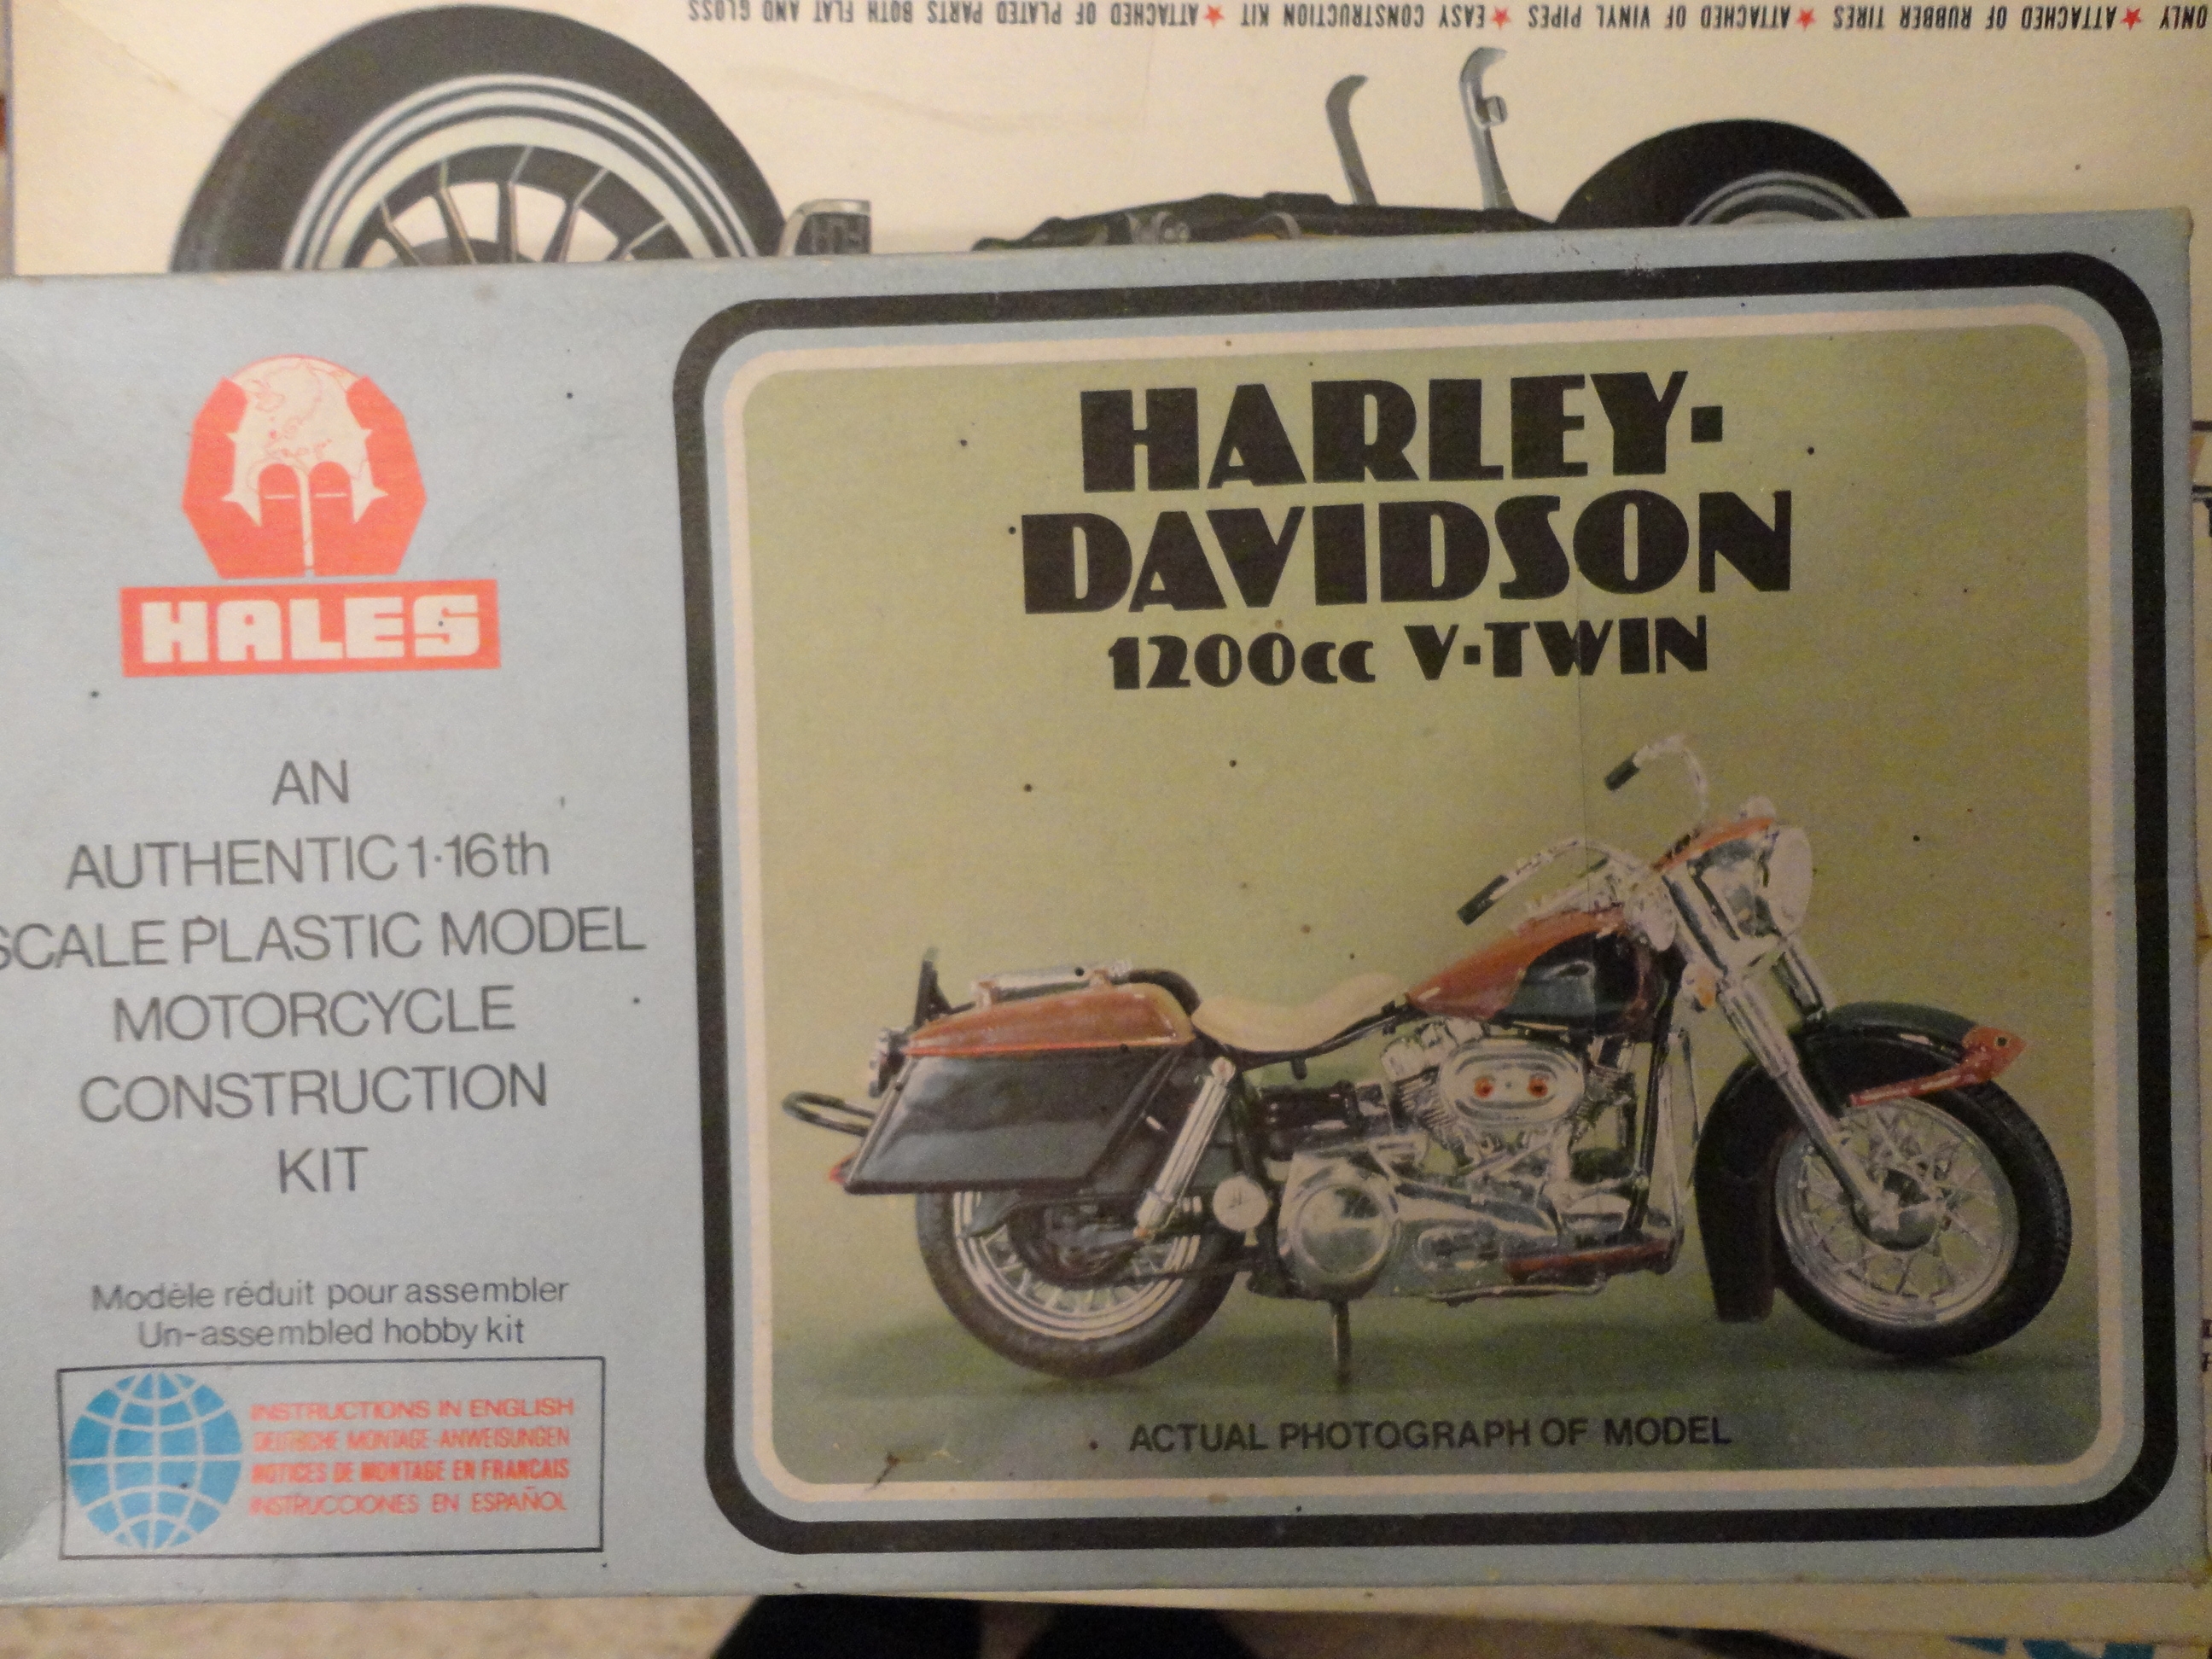 ONLY ★ ATTACHED OF RUBBER TIRES ★ ATTACHED OF VINYL PIPES ★ EASY CONSTRUCTION KIT ★ ATTACHED OF PLATED PARTS BOTH FLAT AND GLOSS
HALES
AN
AUTHENTIC 1·16th
SCALE PLASTIC MODEL
MOTORCYCLE
CONSTRUCTION
KIT
Modèle réduit pour assembler
Un-assembled hobby kit
INSTRUCTIONS IN ENGLISH
DEUTSCHE MONTAGE-ANWEISUNGEN
NOTICES DE MONTAGE EN FRANCAIS
INSTRUCCIONES EN ESPAÑOL
HARLEY-
DAVIDSON
1200cc V-TWIN
ACTUAL PHOTOGRAPH OF MODEL